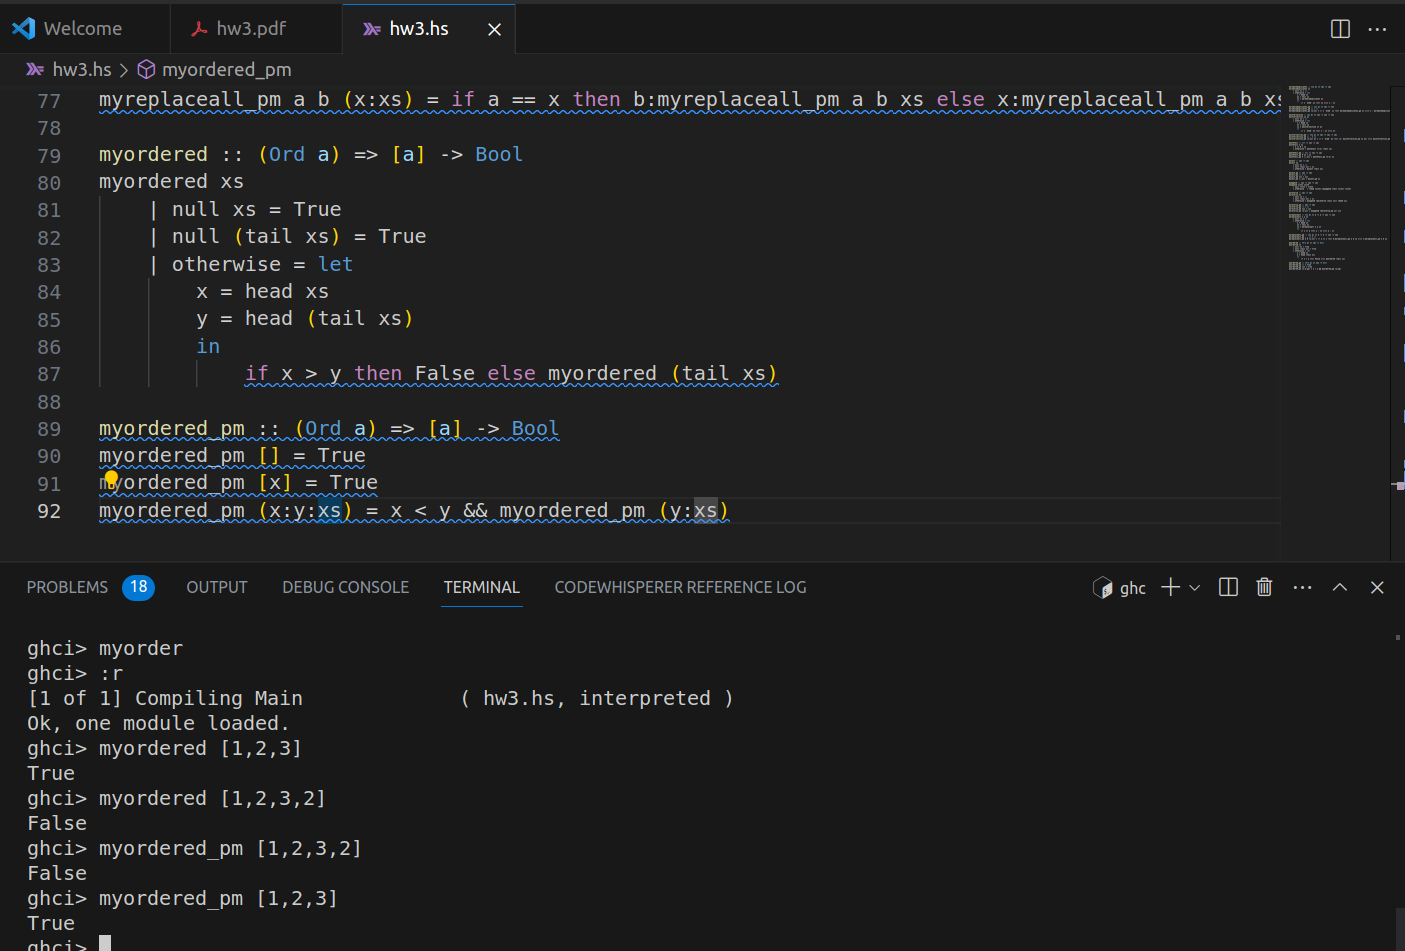 Welcome hw3.pdf hw3.hs
hw3.hs myordered_pm
77 myreplaceall_pm a b (x:xs) = if a == x then b:myreplaceall_pm a b xs else x:myreplaceall_pm a b xs
78
79 myordered :: (Ord a) => [a] -> Bool
80 myordered xs
81 | null xs = True
82 | null (tail xs) = True
83 | otherwise = let
84 x = head xs
85 y = head (tail xs)
86 in
87 if x > y then False else myordered (tail xs)
88
89 myordered_pm :: (Ord a) => [a] -> Bool
90 myordered_pm [] = True
91 myordered_pm [x] = True
92 myordered_pm (x:y:xs) = x < y && myordered_pm (y:xs)
PROBLEMS 18 OUTPUT DEBUG CONSOLE TERMINAL CODEWHISPERER REFERENCE LOG ghc
ghci> myorder
ghci> :r
[1 of 1] Compiling Main ( hw3.hs, interpreted )
Ok, one module loaded.
ghci> myordered [1,2,3]
True
ghci> myordered [1,2,3,2]
False
ghci> myordered_pm [1,2,3,2]
False
ghci> myordered_pm [1,2,3]
True
ghci>